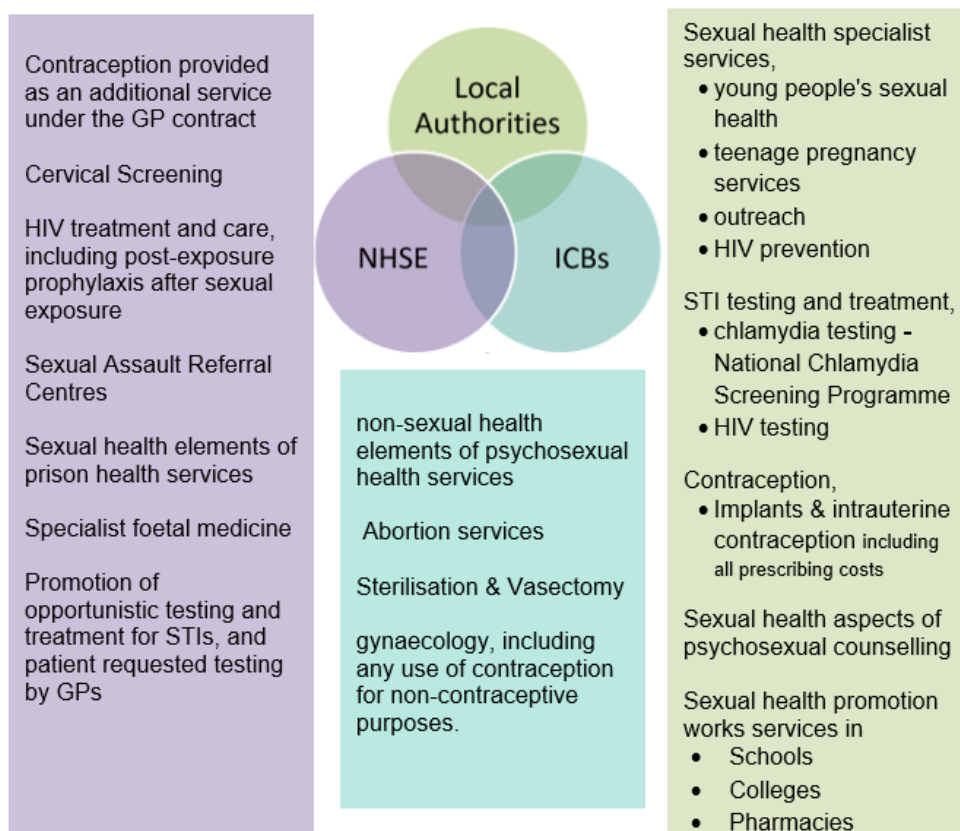 Contraception provided
as an additional service
under the GP contract
Cervical Screening
HIV treatment and care,
including post-exposure
prophylaxis after sexual
exposure
Sexual Assault Referral
Centres
Sexual health elements of
prison health services
Specialist foetal medicine
Promotion of
opportunistic testing and
treatment for STIs, and
patient requested testing
by GPs
Local
Authorities
NHSE
ICBs
non-sexual health
elements of psychosexual
health services
Abortion services
Sterilisation & Vasectomy
gynaecology, including
any use of contraception
for non-contraceptive
purposes.
Sexual health specialist
services,
• young people's sexual
health
• teenage pregnancy
services
• outreach
• HIV prevention
STI testing and treatment,
• chlamydia testing -
National Chlamydia
Screening Programme
• HIV testing
Contraception,
• Implants & intrauterine
contraception including
all prescribing costs
Sexual health aspects of
psychosexual counselling
Sexual health promotion
works services in
• Schools
• Colleges
• Pharmacies